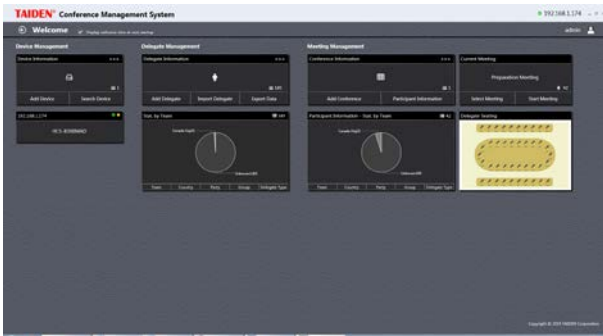 TAIDEN® Conference Management System
192.168.1.174
Welcome
admin
Device Management
Delegate Management
Meeting Management
Device Information
Delegate Information
Conference Information
Current Meeting
Preparation Meeting
Add Device
Search Device
Add Delegate
Import Delegate
Export Data
Add Conference
Participant Information
Select Meeting
Start Meeting
192.168.1.174
Stat. by Team
Participant Information - Stat. by Team
Delegate Seating
Team
Country
Party
Group
Delegate Type
Team
Country
Party
Group
Delegate Type